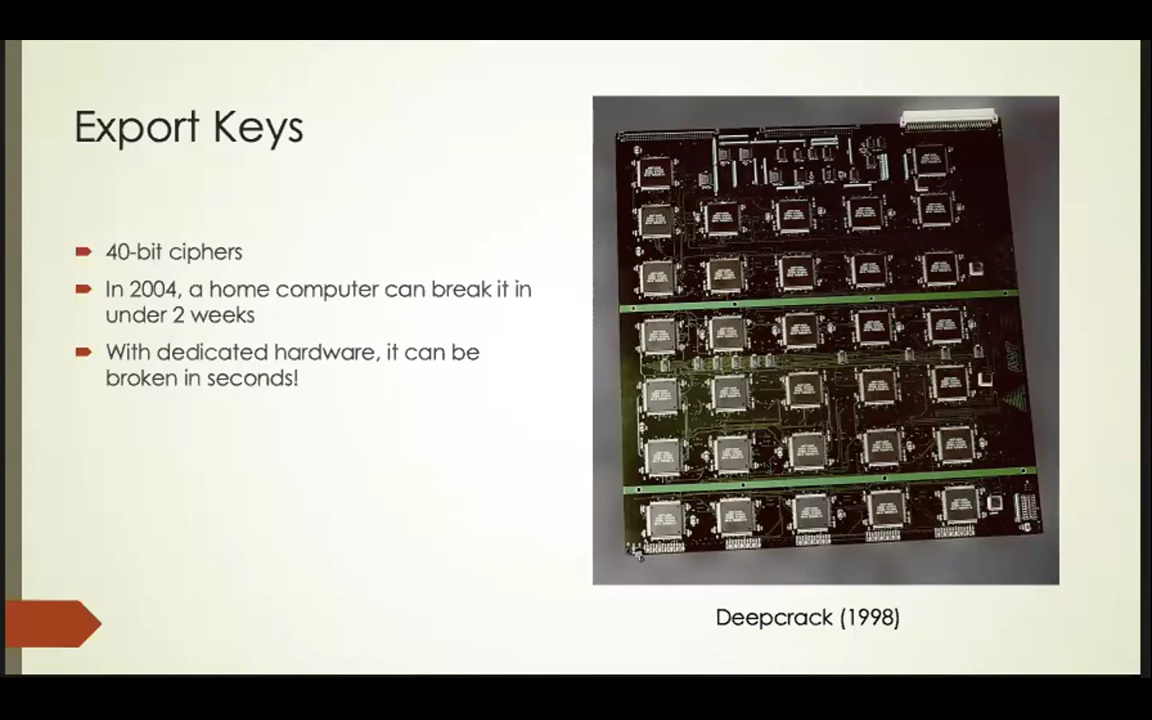 Export Keys
40-bit ciphers
In 2004, a home computer can break it in
under 2 weeks
With dedicated hardware, it can be
broken in seconds!
Deepcrack (1998)